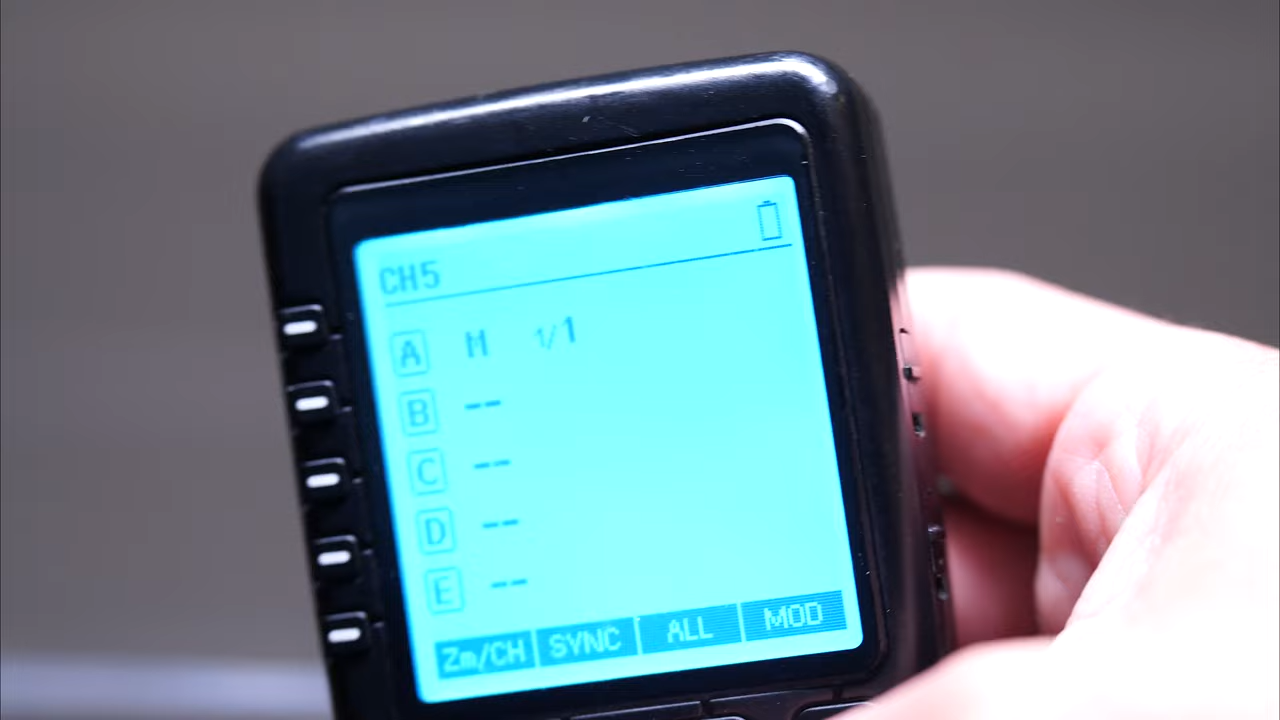 CH5
A M 1/1
B --
C --
D --
E --
Zm/CH SYNC ALL MOD